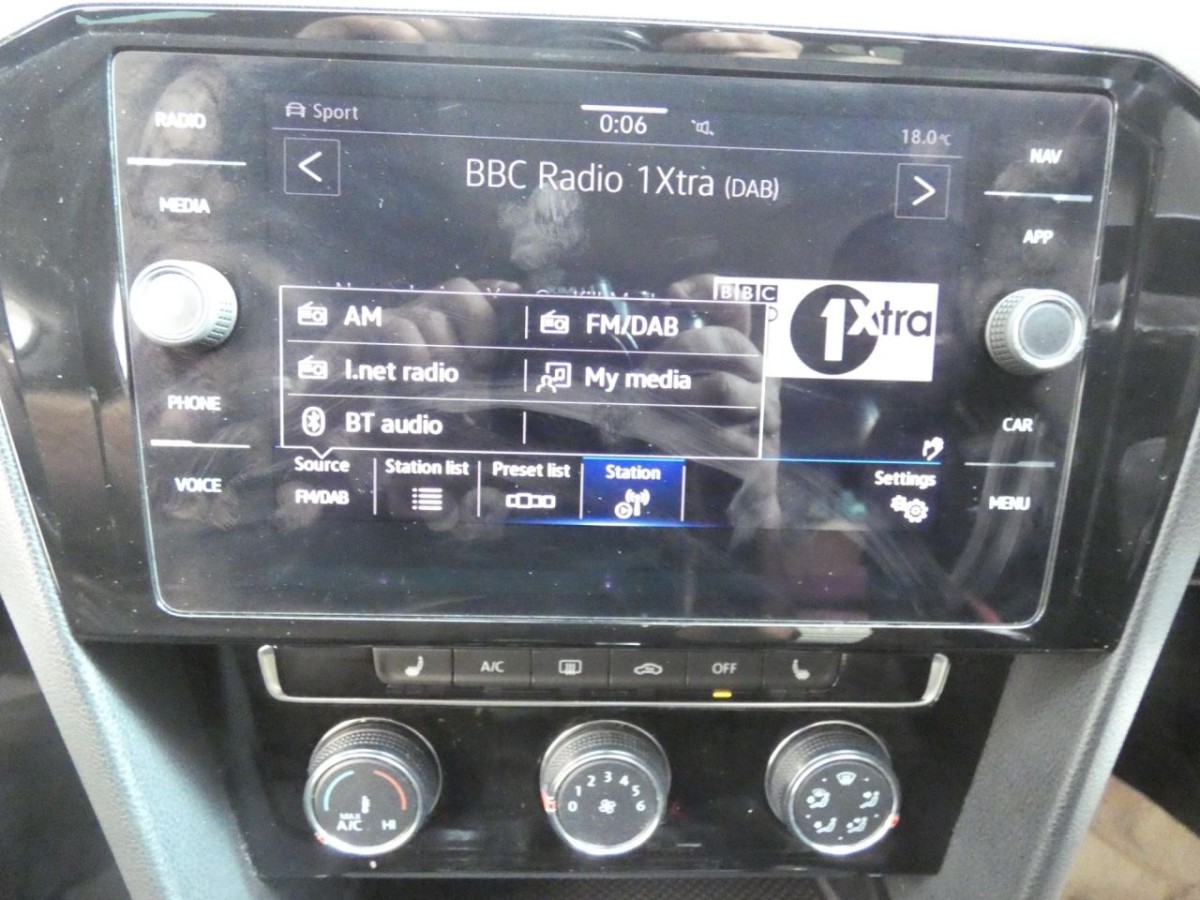 RADIO
MEDIA
PHONE
VOICE
Sport
0:06
18.0°C
BBC Radio 1Xtra (DAB)
BBC
1Xtra
AM
FM/DAB
I.net radio
My media
BT audio
Source
FM/DAB
Station list
Preset list
Station
Settings
NAV
APP
CAR
MENU
A/C
OFF
MAX
A/C
HI
0 1 2 3 4 5 6